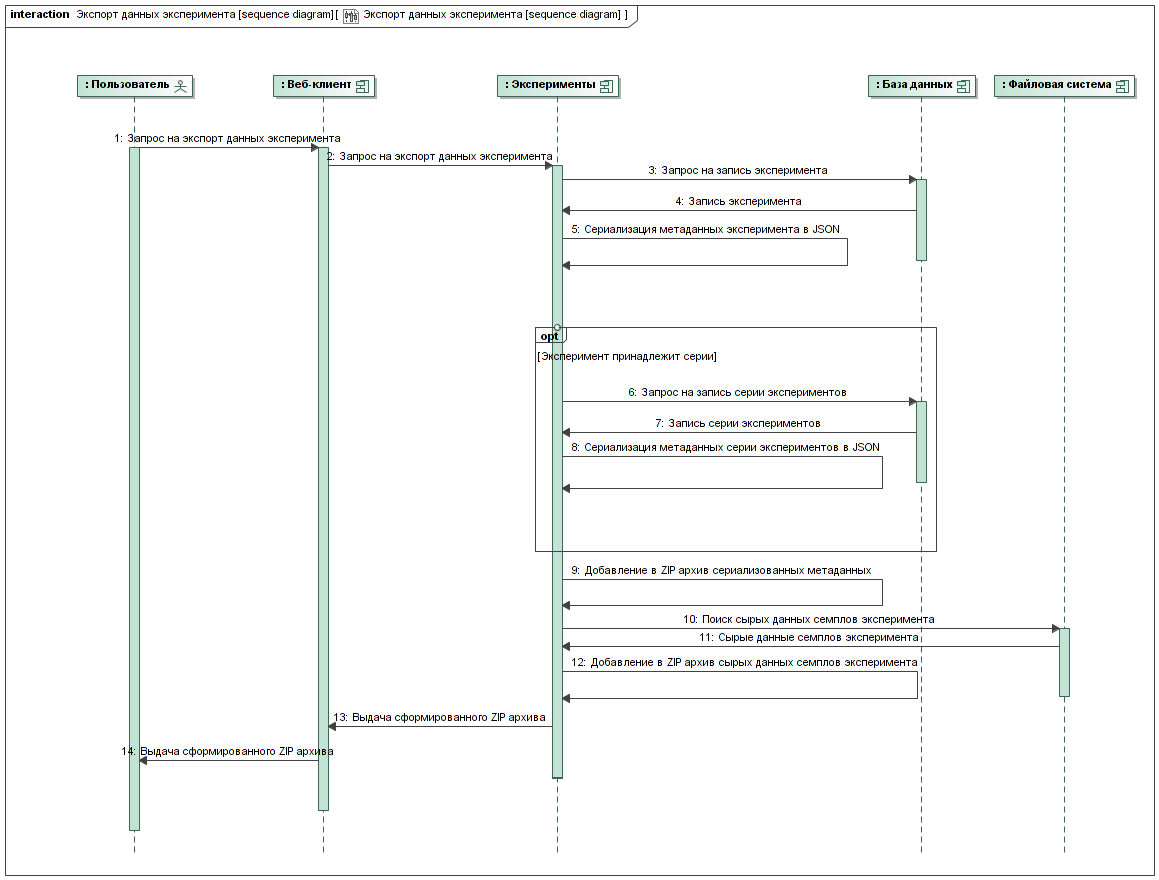 interaction Экспорт данных эксперимента [sequence diagram][ Экспорт данных эксперимента [sequence diagram] ]
: Пользователь
: Веб-клиент
: Эксперименты
: База данных
: Файловая система
1: Запрос на экспорт данных эксперимента
2: Запрос на экспорт данных эксперимента
3: Запрос на запись эксперимента
4: Запись эксперимента
5: Сериализация метаданных эксперимента в JSON
opt
[Эксперимент принадлежит серии]
6: Запрос на запись серии экспериментов
7: Запись серии экспериментов
8: Сериализация метаданных серии экспериментов в JSON
9: Добавление в ZIP архив сериализованных метаданных
10: Поиск сырых данных семплов эксперимента
11: Сырые данные семплов эксперимента
12: Добавление в ZIP архив сырых данных семплов эксперимента
13: Выдача сформированного ZIP архива
14: Выдача сформированного ZIP архива